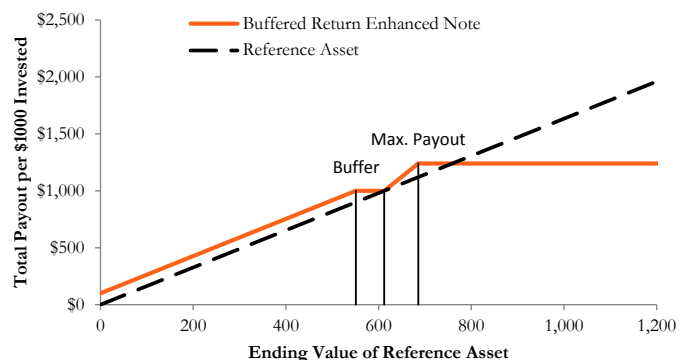 $2,500
Buffered Return Enhanced Note
Reference Asset
$2,000
$1,500
Max. Payout
Buffer
$1,000
$500
$0
Total Payout per $1000 Invested
0 200 400 600 800 1,000 1,200
Ending Value of Reference Asset